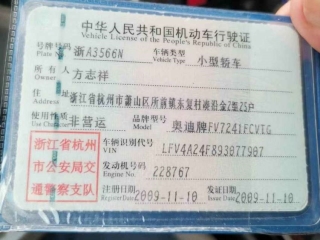 中华人民共和国机动车行驶证
Vehicle License of the People's Republic of China
号牌号码 浙A3566N 车辆类型 Vehicle Type 小型轿车
所有人 方志祥
住址 浙江省杭州市萧山区所前镇东复村
使用性质 非营运 品牌型号 Model 奥迪牌FV7241FCVTG
浙江省杭州市公安局交通警察支队
车辆识别代号 VIN LFV4A24F893077987
发动机号码 Engine No. 228767
注册日期 Register Date 2009-11-10 发证日期 Issue Date 2009-11-10